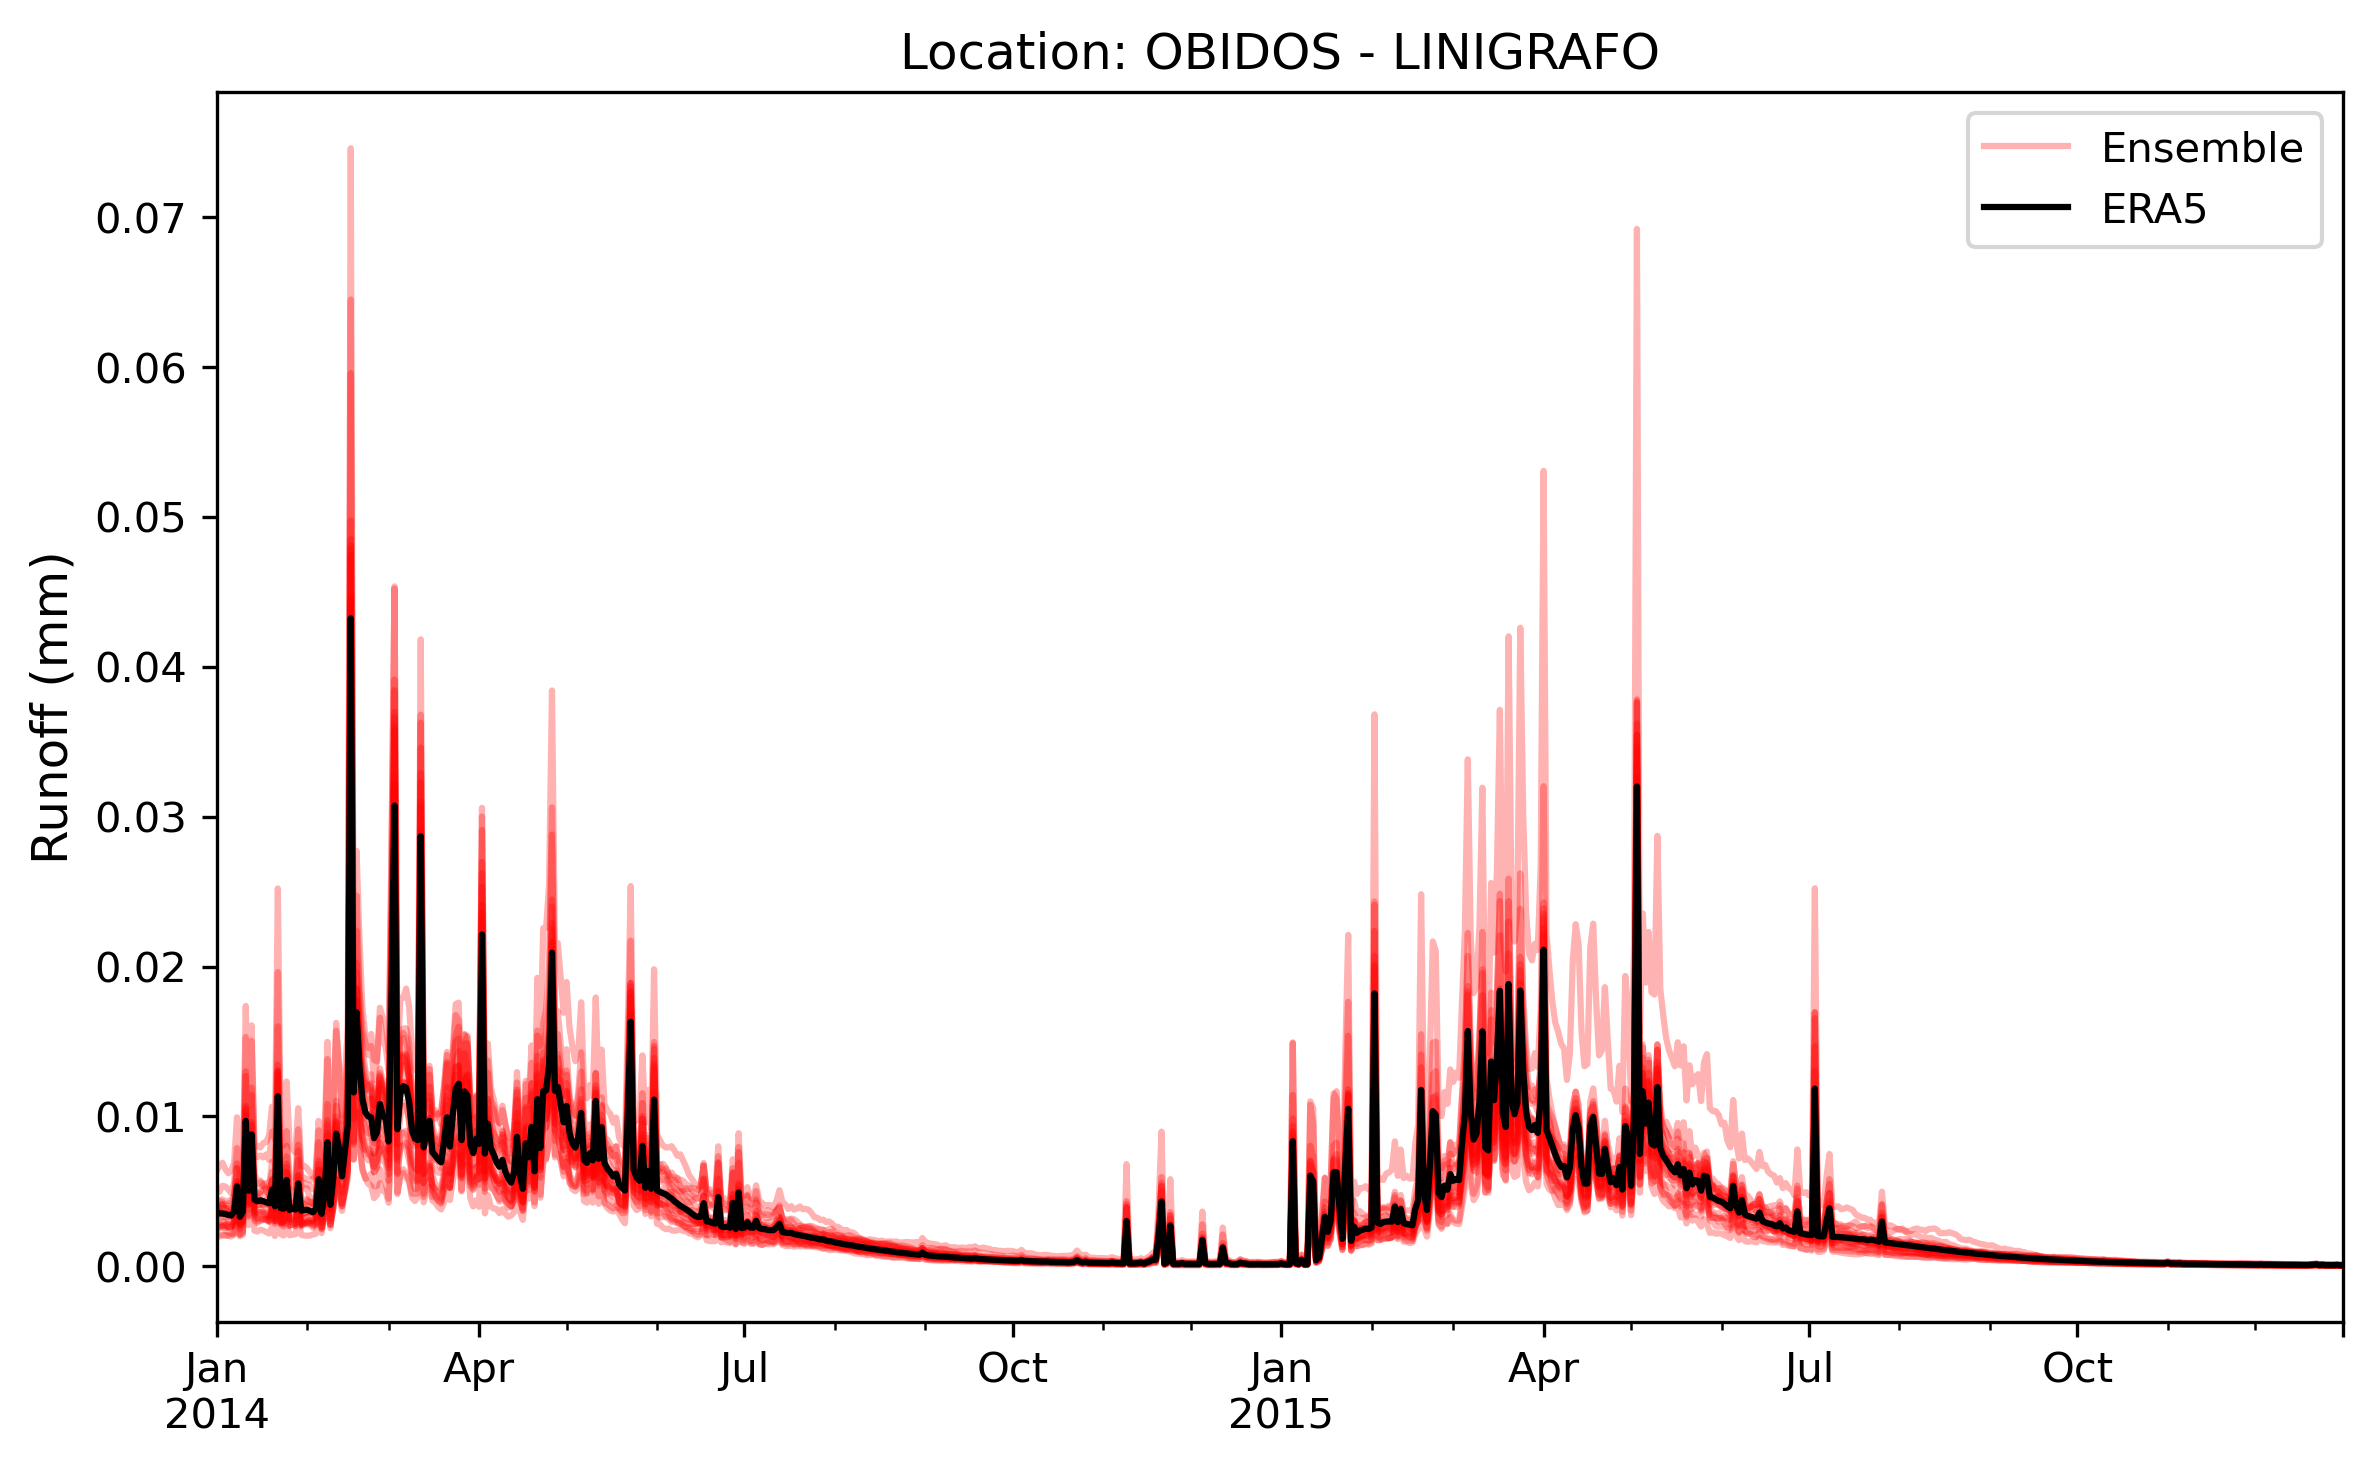 Location: OBIDOS - LINIGRAFO
Ensemble
ERA5
Runoff (mm)
0.07
0.06
0.05
0.04
0.03
0.02
0.01
0.00
Jan Apr Jul Oct Jan Apr Jul Oct
2014 2015